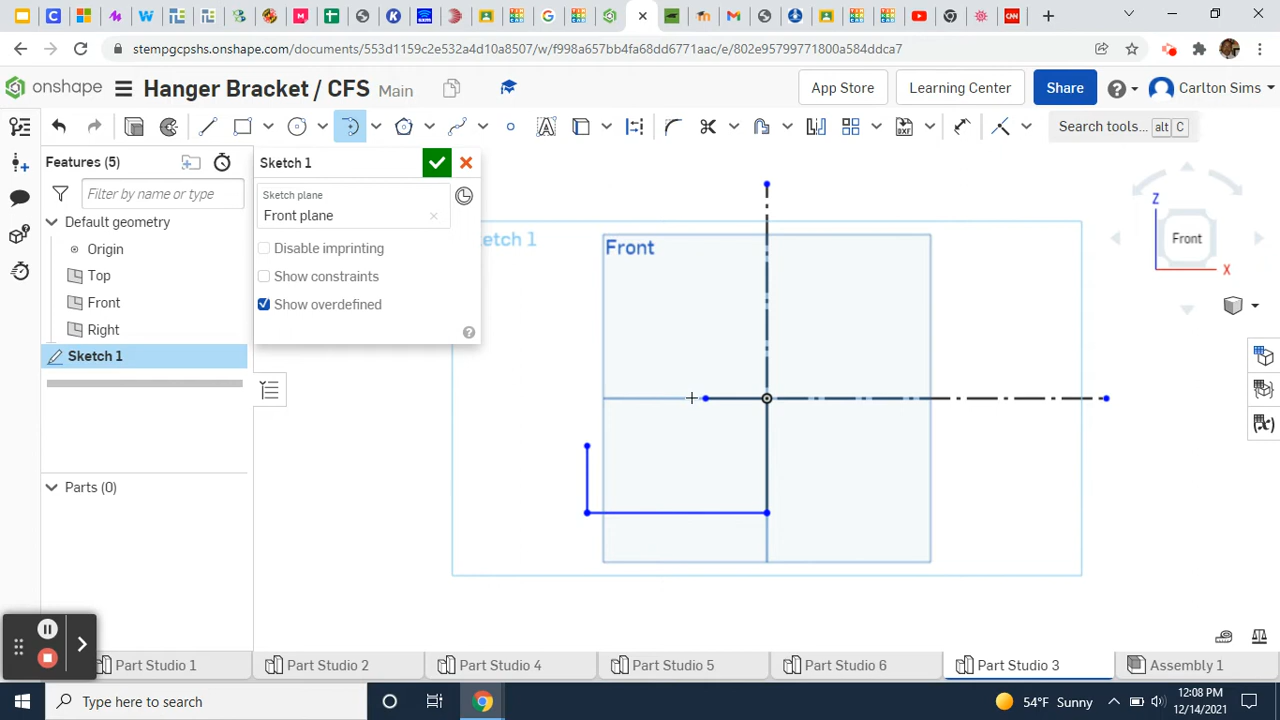 stempgcpshs.onshape.com/documents/553d1159c2e532a4d10a8507/w/f998a657bb4fa68dd6771aac/e/802e95799771800a584ddca7
onshape Hanger Bracket / CFS Main App Store Learning Center Share Carlton Sims
Search tools... alt C
Features (5)
Filter by name or type
Default geometry
Origin
Top
Front
Right
Sketch 1
Parts (0)
Sketch 1
Sketch plane
Front plane
Disable imprinting
Show constraints
Show overdefined
etch 1
Front
Z
Front
X
Part Studio 1 Part Studio 2 Part Studio 4 Part Studio 5 Part Studio 6 Part Studio 3 Assembly 1
Type here to search
54°F Sunny
12:08 PM
12/14/2021